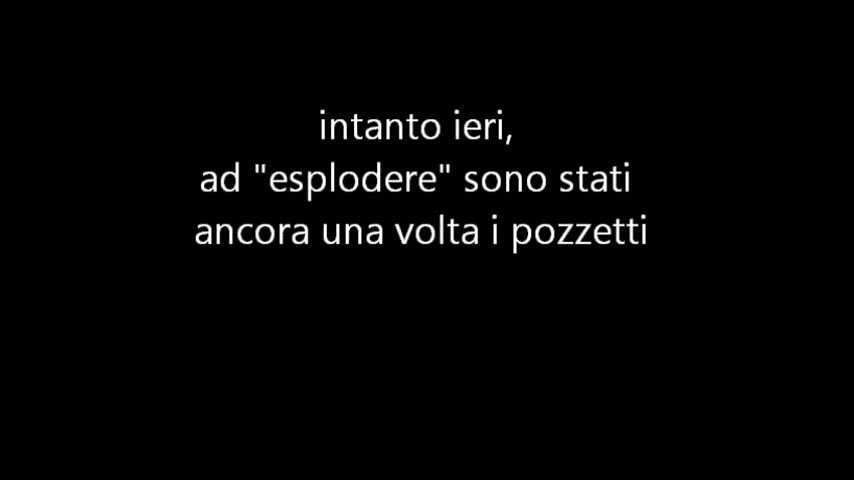 intanto ieri,
ad "esplodere" sono stati
ancora una volta i pozzetti